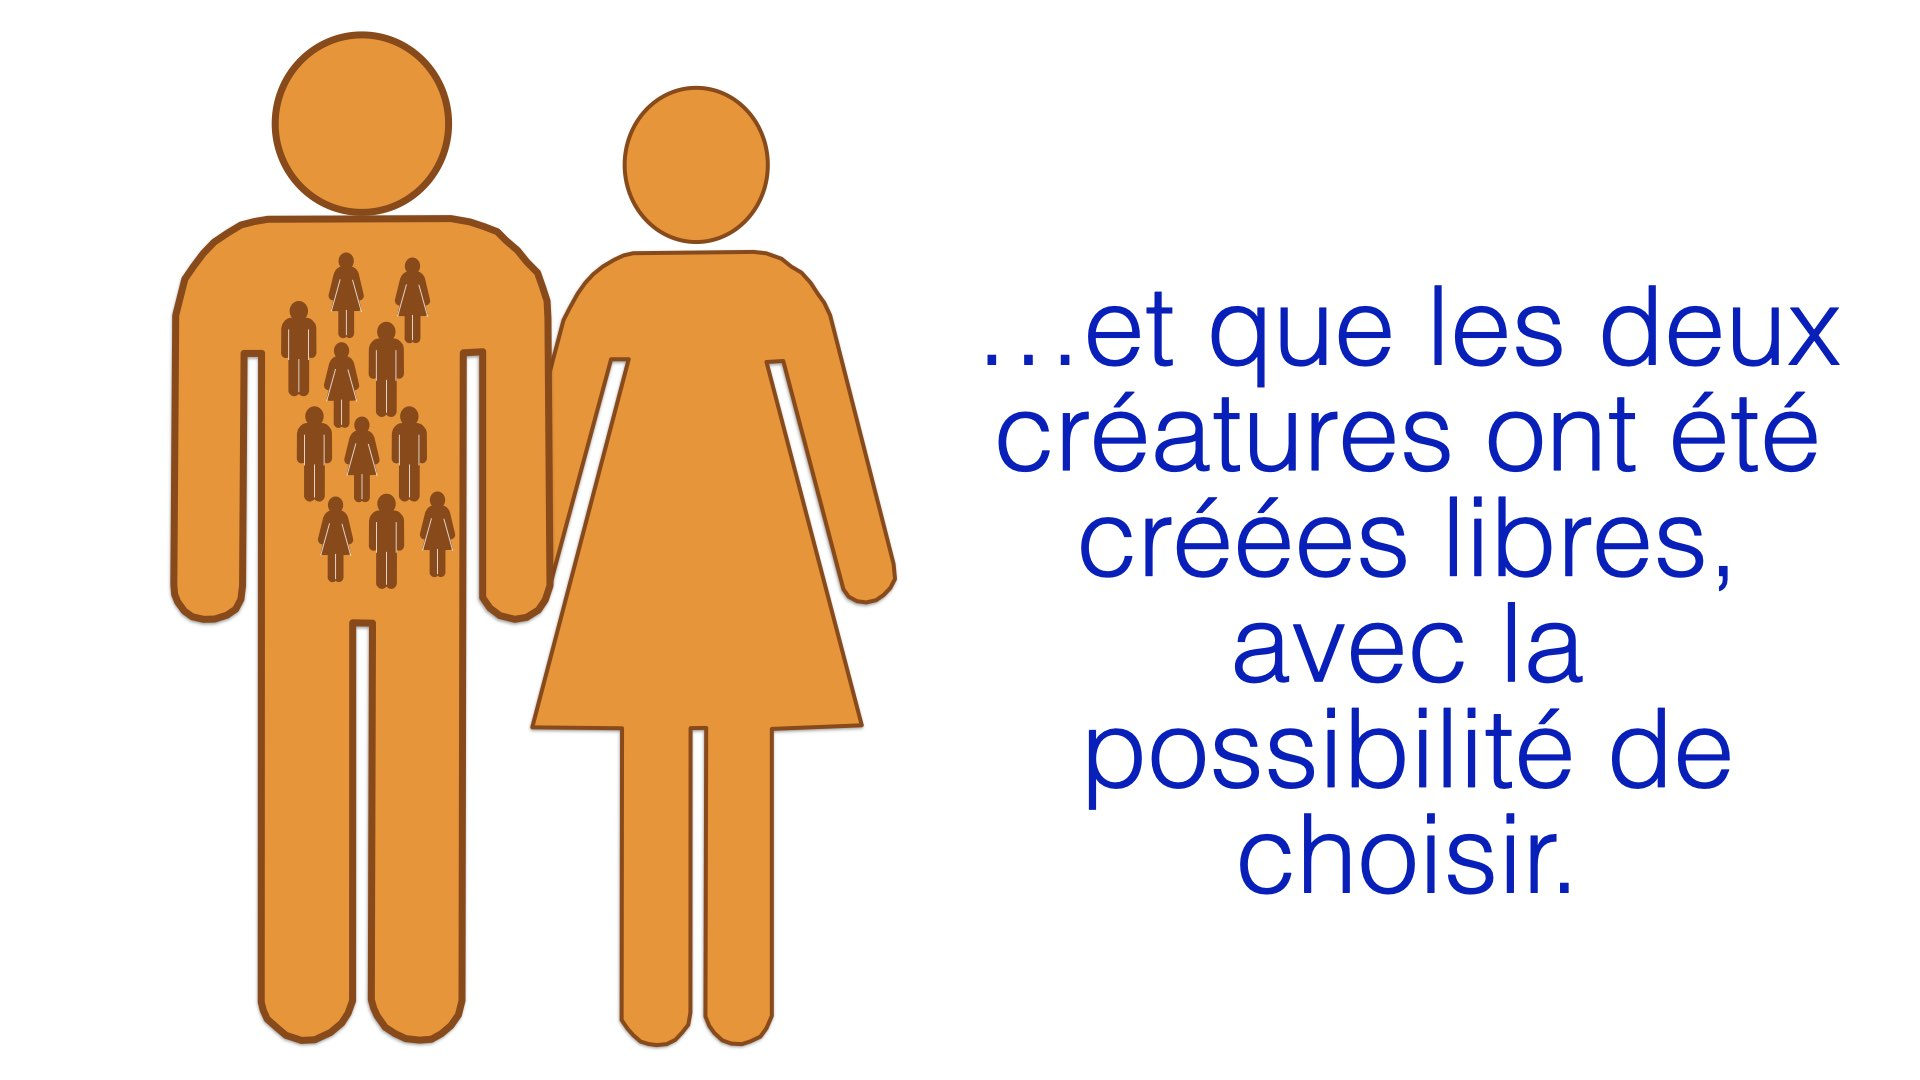 …et que les deux
créatures ont été
créées libres,
avec la
possibilité de
choisir.